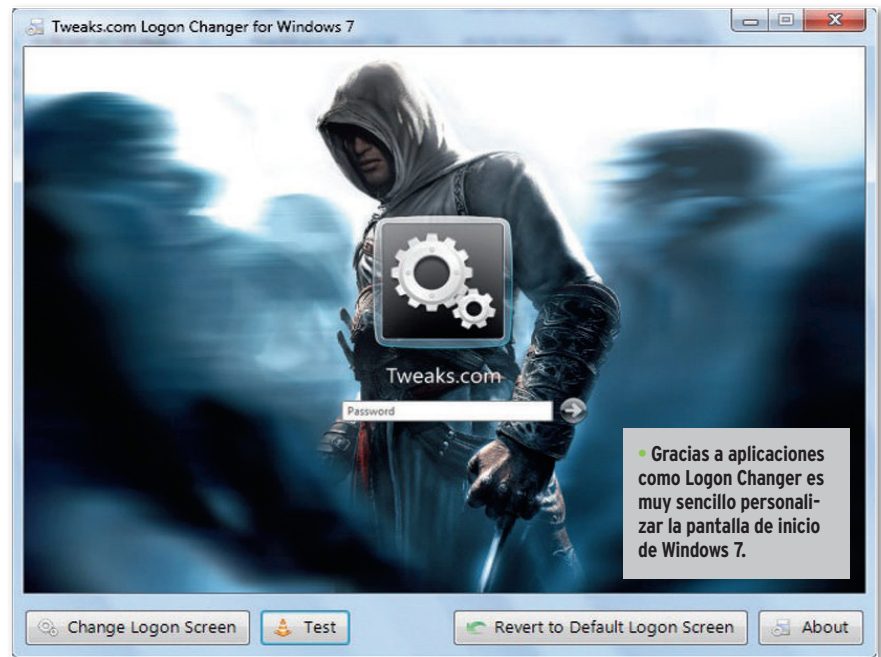 Tweaks.com Logon Changer for Windows 7
Tweaks.com
Password
• Gracias a aplicaciones
como Logon Changer es
muy sencillo personali-
zar la pantalla de inicio
de Windows 7.
Change Logon Screen
Test
Revert to Default Logon Screen
About